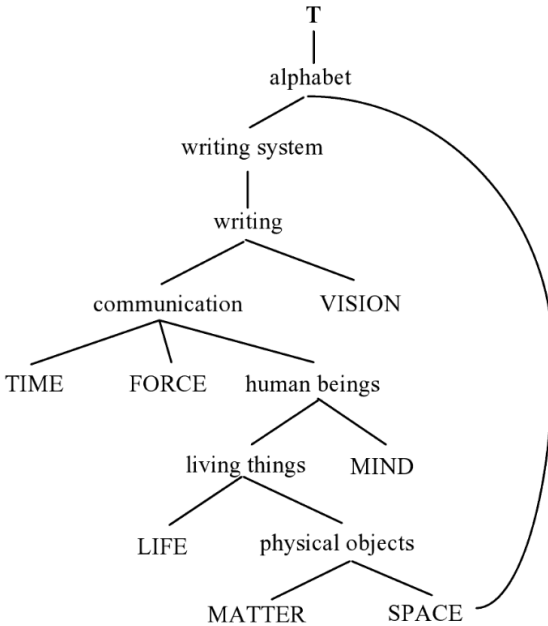 T
alphabet
writing system
writing
communication VISION
TIME FORCE human beings
living things MIND
LIFE physical objects
MATTER SPACE